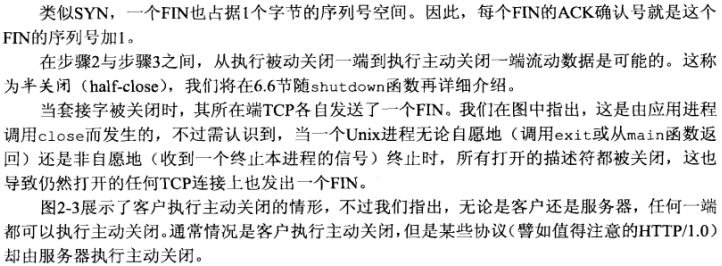 类似SYN，一个FIN也占据1个字节的序列号空间。因此，每个FIN的ACK确认号就是这个
FIN的序列号加1。
在步骤2与步骤3之间，从执行被动关闭一端到执行主动关闭一端流动数据是可能的。这称
为半关闭（half-close），我们将在6.6节随shutdown函数再详细介绍。
当套接字被关闭时，其所在端TCP各自发送了一个FIN。我们在图中指出，这是由应用进程
调用close而发生的，不过需认识到，当一个Unix进程无论自愿地（调用exit或从main函数返
回）还是非自愿地（收到一个终止本进程的信号）终止时，所有打开的描述符都被关闭，这也
导致仍然打开的任何TCP连接上也发出一个FIN。
图2-3展示了客户执行主动关闭的情形，不过我们指出，无论是客户还是服务器，任何一端
都可以执行主动关闭。通常情况是客户执行主动关闭，但是某些协议（譬如值得注意的HTTP/1.0）
却由服务器执行主动关闭。